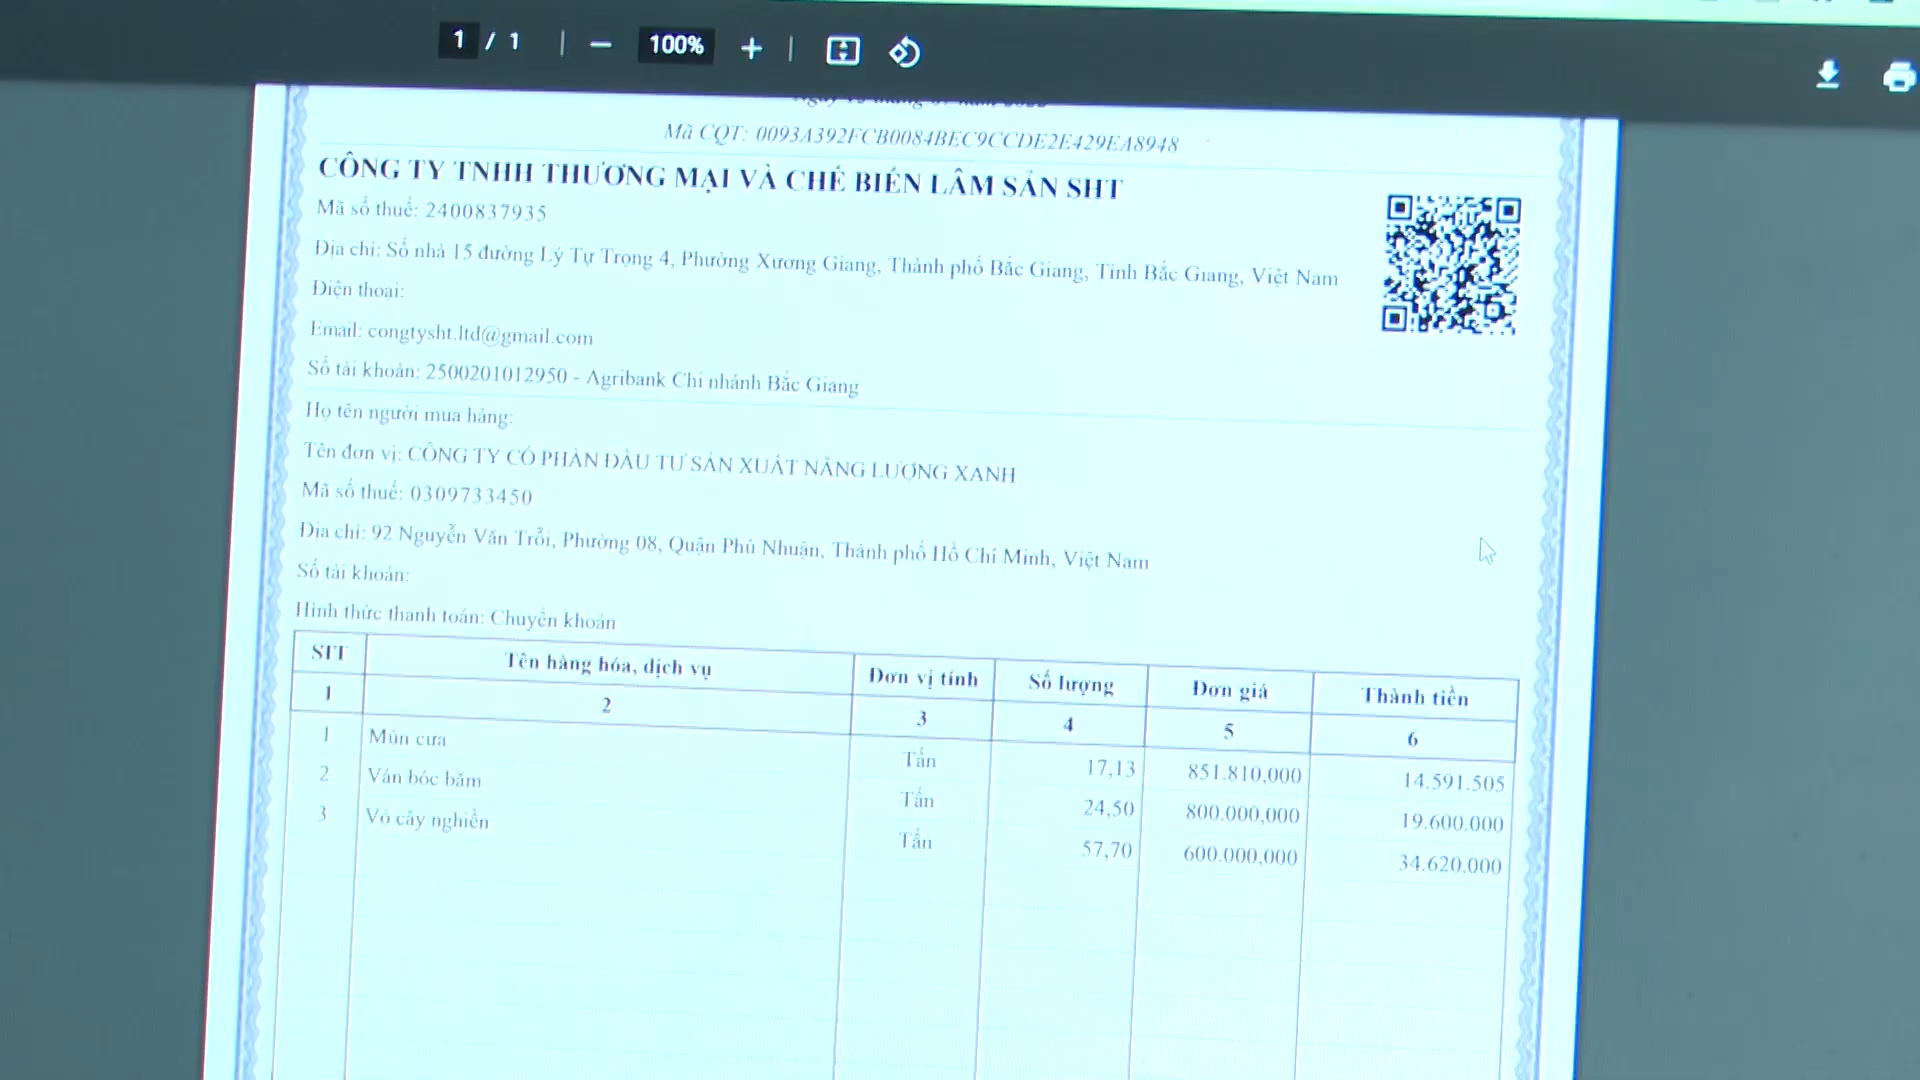 1 / 1 100%
Mã CQT: 0093A392FCB0084BEC9CCDE2E429EA8948
CÔNG TY TNHH THƯƠNG MẠI VÀ CHẾ BIẾN LÂM SẢN SHT
Mã số thuế: 2400837935
Địa chỉ: Số nhà 15 đường Lý Tự Trọng 4, Phường Xương Giang, Thành phố Bắc Giang, Tỉnh Bắc Giang, Việt Nam
Điện thoại:
Email: congtysht.ltd@gmail.com
Số tài khoản: 2500201012950 - Agribank Chi nhánh Bắc Giang
Họ tên người mua hàng:
Tên đơn vị: CÔNG TY CỔ PHẦN ĐẦU TƯ SẢN XUẤT NĂNG LƯỢNG XANH
Mã số thuế: 0309733450
Địa chỉ: 92 Nguyễn Văn Trỗi, Phường 08, Quận Phú Nhuận, Thành phố Hồ Chí Minh, Việt Nam
Số tài khoản:
Hình thức thanh toán: Chuyển khoản
STT Tên hàng hóa, dịch vụ Đơn vị tính Số lượng Đơn giá Thành tiền
1 2 3 4 5 6
1 Mùn cưa Tấn 17,13 851.810,000 14.591.505
2 Ván bóc băm Tấn 24,50 800.000,000 19.600.000
3 Vỏ cây nghiền Tấn 57,70 600.000,000 34.620.000